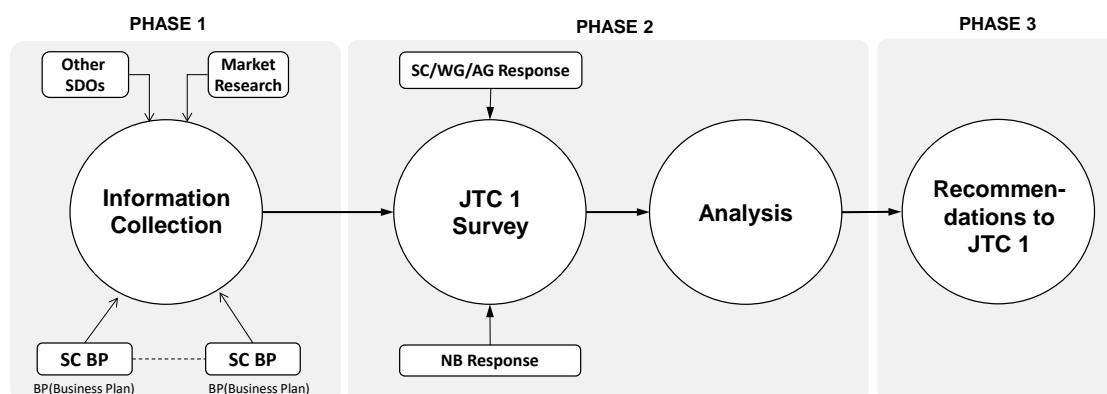 PHASE 1
PHASE 2
PHASE 3
Other
SDOs
Market
Research
SC/WG/AG Response
Information
Collection
JTC 1
Survey
Analysis
Recommen-
dations to
JTC 1
SC BP
SC BP
NB Response
BP(Business Plan)
BP(Business Plan)